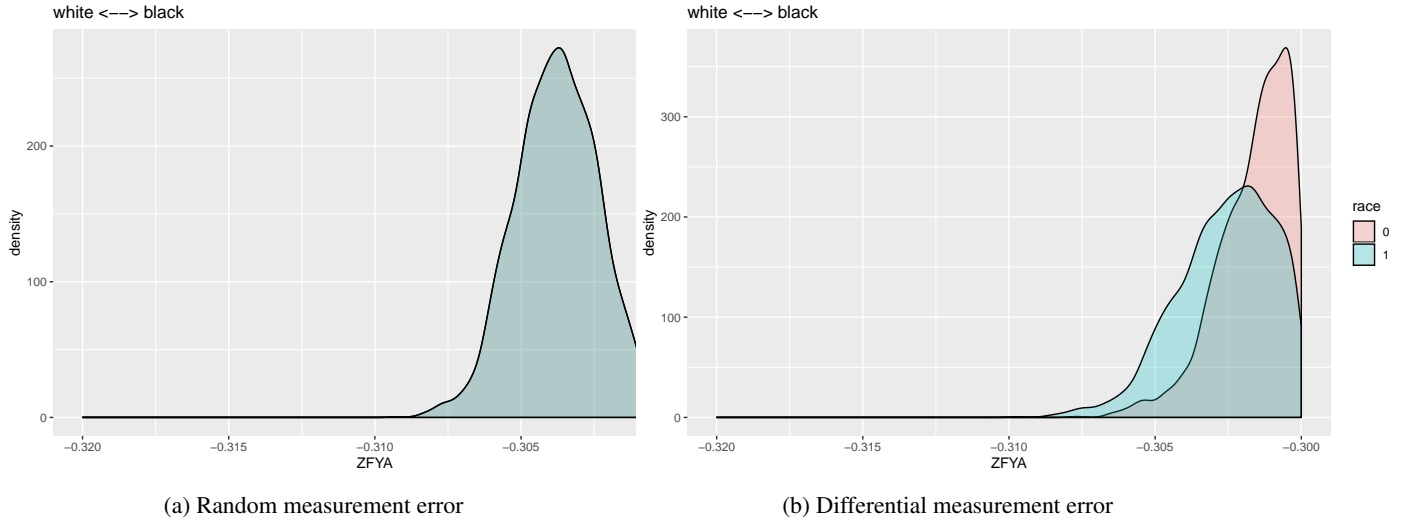 white <−−> black
density
200
100
0
−0.320
−0.315
−0.310
−0.305
ZFYA
(a) Random measurement error
white <−−> black
density
300
200
100
0
−0.320
−0.315
−0.310
−0.305
−0.300
ZFYA
race
0
1
(b) Differential measurement error